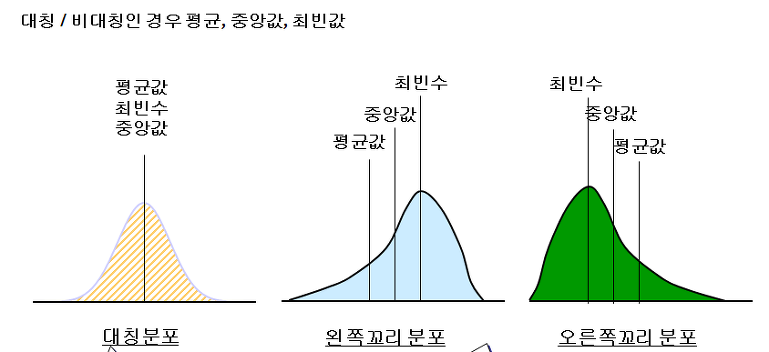 대칭 / 비대칭인 경우 평균, 중앙값, 최빈값
평균값
최빈수
중앙값
최빈수
중앙값
평균값
최빈수
중앙값
평균값
대칭분포
왼쪽꼬리 분포
오른쪽꼬리 분포